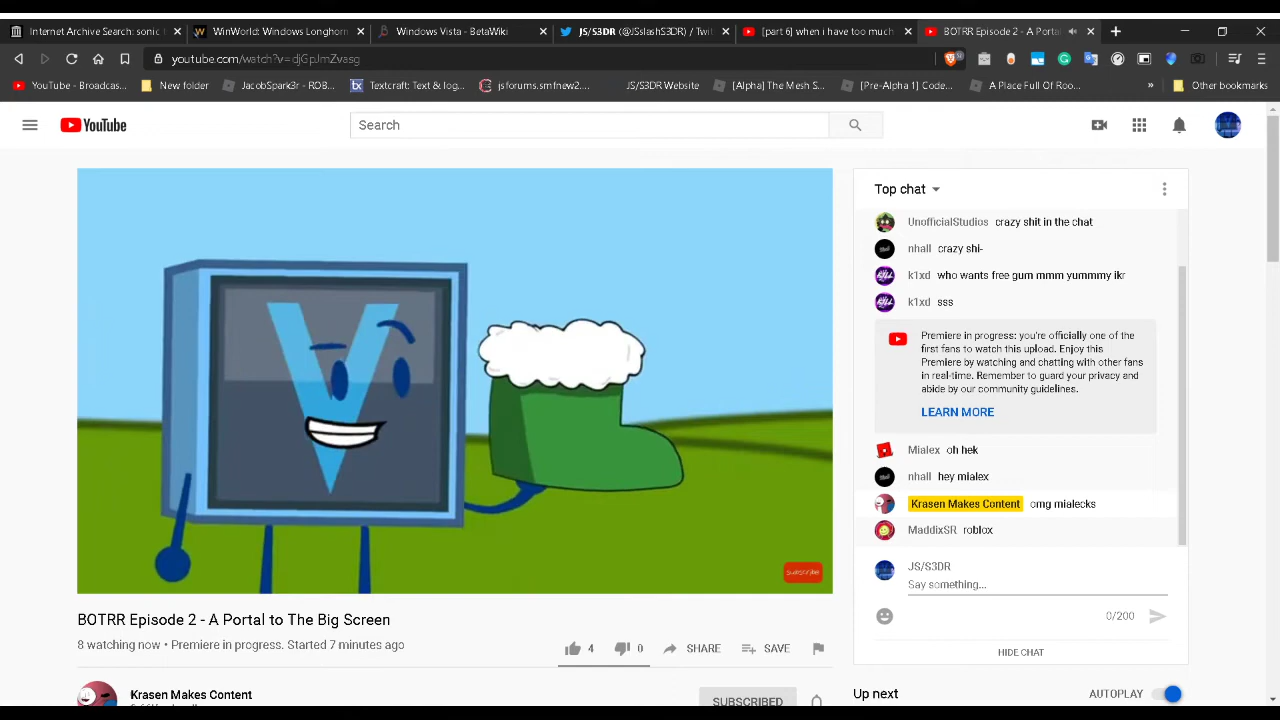 Internet Archive Search: sonic
WinWorld: Windows Longhorn
Windows Vista - BetaWiki
JS/S3DR (@JSslashS3DR) / Twit
[part 6] when i have too much
BOTRR Episode 2 - A Portal
youtube.com/watch?v=djGpJmZvasg
YouTube - Broadcas...
New folder
JacobSpark3r - ROB...
Textcraft: Text & log...
jsforums.smfnew2....
JS/S3DR Website
[Alpha] The Mesh S...
[Pre-Alpha 1] Code...
A Place Full Of Roo...
»
Other bookmarks
YouTube
Search
V
subscribe
Top chat
UnofficialStudios crazy shit in the chat
nhall crazy shi-
k1xd who wants free gum mmm yummmy ikr
k1xd sss
Premiere in progress: you're officially one of the
first fans to watch this upload. Enjoy this
Premiere by watching and chatting with other fans
in real-time. Remember to guard your privacy and
abide by our community guidelines.
LEARN MORE
Mialex oh hek
nhall hey mialex
Krasen Makes Content omg mialecks
MaddixSR roblox
JS/S3DR
Say something...
0/200
HIDE CHAT
BOTRR Episode 2 - A Portal to The Big Screen
8 watching now • Premiere in progress. Started 7 minutes ago
4
0
SHARE
SAVE
Krasen Makes Content
SUBSCRIBED
Up next
AUTOPLAY